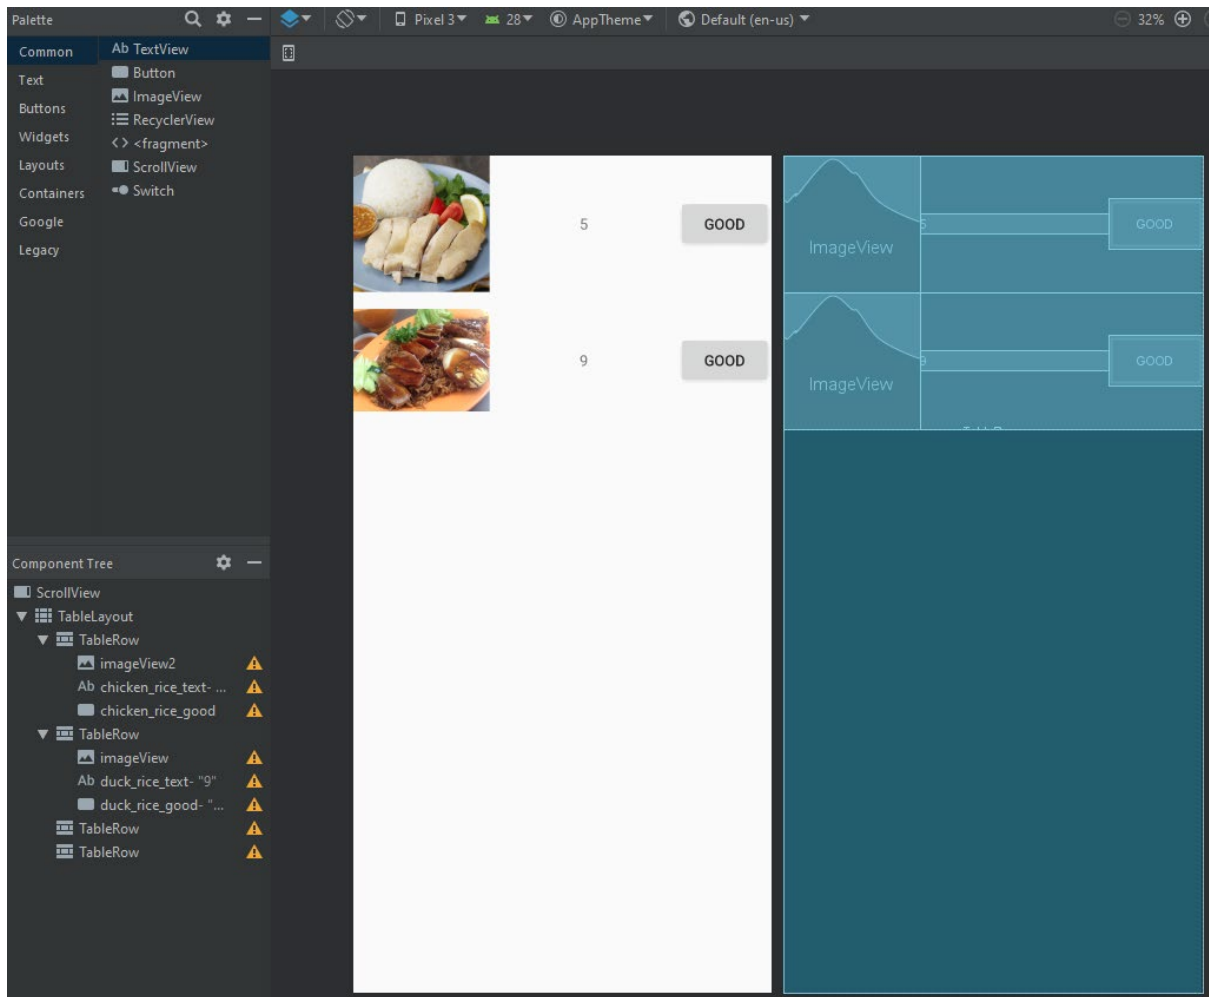 Palette
Pixel 3 28 AppTheme Default (en-us) 32%
Common
Text
Buttons
Widgets
Layouts
Containers
Google
Legacy
Ab TextView
Button
ImageView
RecyclerView
<> <fragment>
ScrollView
Switch
5 GOOD
9 GOOD
ImageView 5 GOOD
ImageView 9 GOOD
Component Tree
ScrollView
TableLayout
TableRow
imageView2
Ab chicken_rice_text- ...
chicken_rice_good
TableRow
imageView
Ab duck_rice_text- "9"
duck_rice_good- "...
TableRow
TableRow